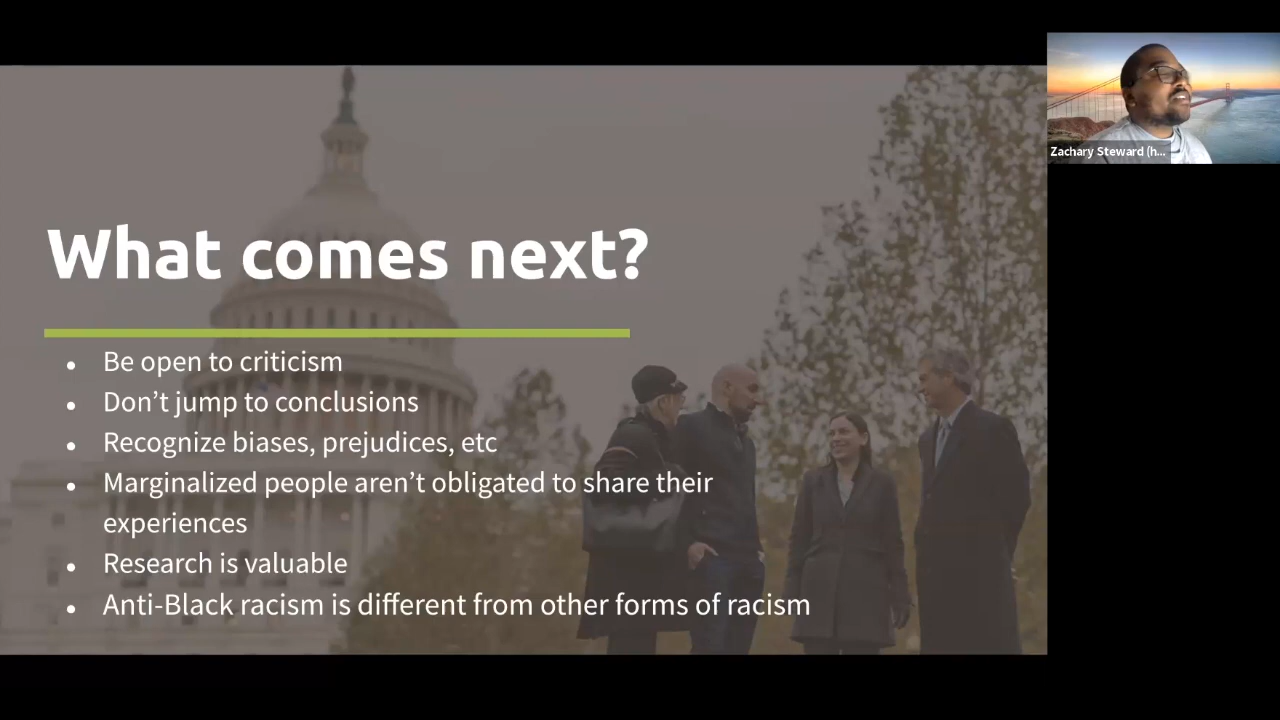 What comes next?
• Be open to criticism
• Don’t jump to conclusions
• Recognize biases, prejudices, etc
• Marginalized people aren’t obligated to share their
experiences
• Research is valuable
• Anti-Black racism is different from other forms of racism
Zachary Steward (h...